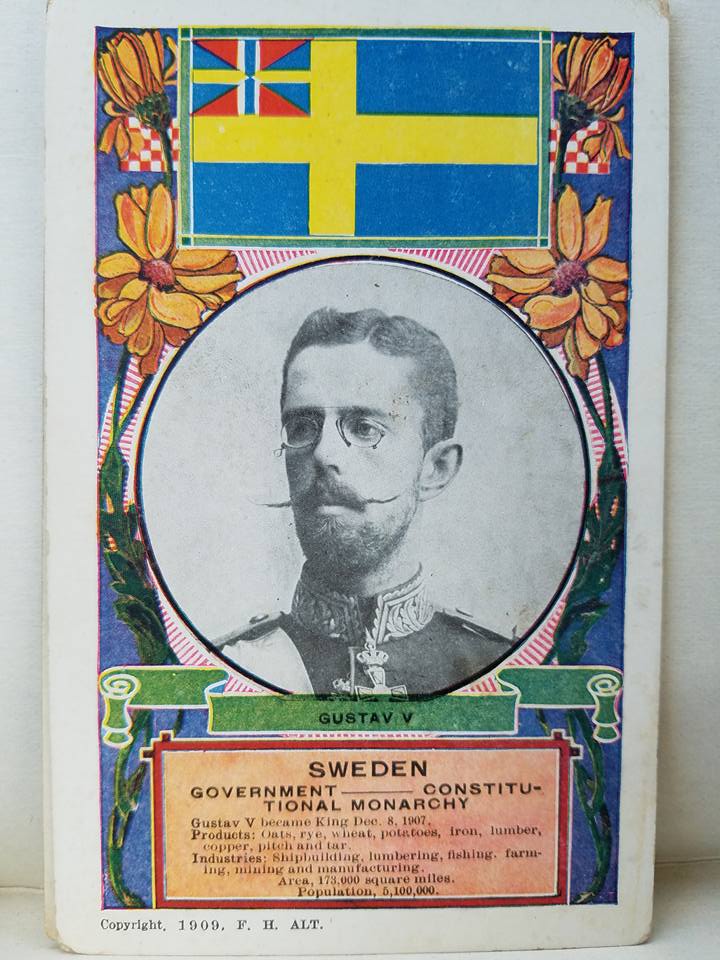 GUSTAV V
SWEDEN
GOVERNMENT ——— CONSTITU-
TIONAL MONARCHY
Gustav V became King Dec. 8, 1907.
Products: Oats, rye, wheat, potatoes, iron, lumber,
copper, pitch and tar.
Industries: Shipbuilding, lumbering, fishing, farm-
ing, mining and manufacturing.
Area, 173,000 square miles.
Population, 5,100,000.
Copyright, 1909, F. H. ALT.